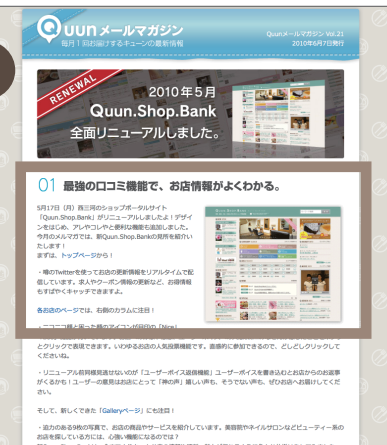 Quunメールマガジン
毎月1回お届けするキューンの最新情報
Quunメールマガジン Vol.21
2010年6月7日発行
RENEWAL
2010年5月
Quun.Shop.Bank
全面リニューアルしました。
01 最強の口コミ機能で、お店情報がよくわかる。
5月17日（月）西三河のショップポータルサイト
「Quun.Shop.Bank」がリニューアルしましたよ！デザイ
ンをはじめ、アレやコレやと便利な機能も追加しました。
今月のメルマガでは、新Quun.Shop.Bankの見所を紹介い
たします！
まずは、トップページから！
・噂のTwitterを使ってお店の更新情報をリアルタイムで配
信しています。求人やクーポン情報の更新など、お得情報
もすばやくキャッチできますよ。
各お店のページでは、右側のカラムに注目！
クリックで表現できます。いわゆるお店の人気投票機能です。直感的に参加できるので、どしどしクリックして
くださいね。
・リニューアル前同様見逃せないのが「ユーザーボイス返信機能」ユーザーボイスを書き込むとお店からのお返事
がくるかも！ユーザーの意見はお店にとって「神の声」嬉しい声も、そうでない声も、ぜひお店へお届けしてくだ
さい。
そして、新しくできた「Galleryページ」にも注目！
・迫力のある9枚の写真で、お店の商品やサービスを紹介しています。美容院やネイルサロンなどビューティー系の
お店を探している方には、心強い機能になるのでは？